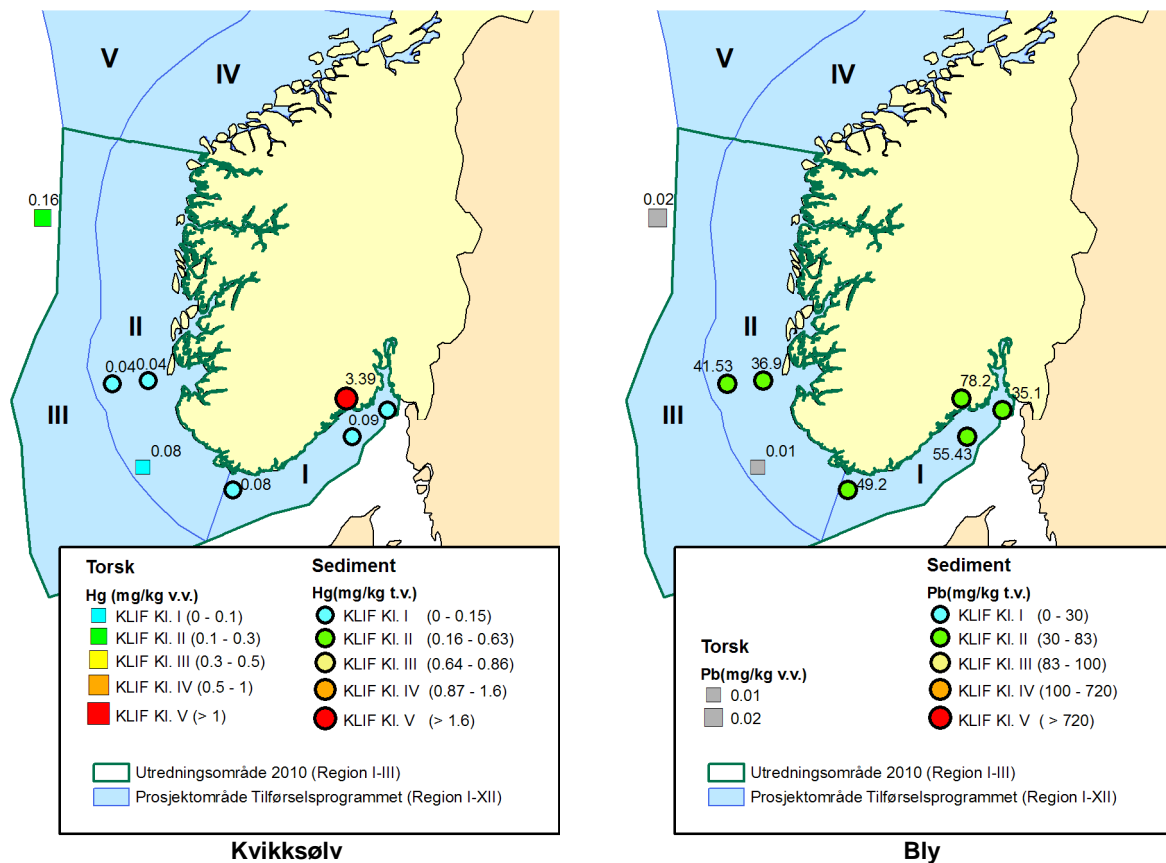 V
IV
0.16
II
0.04
0.04
III
3.39
0.09
0.08
I
0.08
Torsk
Hg (mg/kg v.v.)
KLIF Kl. I (0 - 0.1)
KLIF Kl. II (0.1 - 0.3)
KLIF Kl. III (0.3 - 0.5)
KLIF Kl. IV (0.5 - 1)
KLIF Kl. V (> 1)
Sediment
Hg(mg/kg t.v.)
KLIF Kl. I (0 - 0.15)
KLIF Kl. II (0.16 - 0.63)
KLIF Kl. III (0.64 - 0.86)
KLIF Kl. IV (0.87 - 1.6)
KLIF Kl. V (> 1.6)
Utredningsområde 2010 (Region I-III)
Prosjektområde Tilførselsprogrammet (Region I-XII)
Kvikksølv
V
IV
0.02
II
41.53
36.9
III
78.2
35.1
0.01
55.43
I
49.2
Torsk
Pb(mg/kg v.v.)
0.01
0.02
Sediment
Pb(mg/kg t.v.)
KLIF Kl. I (0 - 30)
KLIF Kl. II (30 - 83)
KLIF Kl. III (83 - 100)
KLIF Kl. IV (100 - 720)
KLIF Kl. V ( > 720)
Utredningsområde 2010 (Region I-III)
Prosjektområde Tilførselsprogrammet (Region I-XII)
Bly